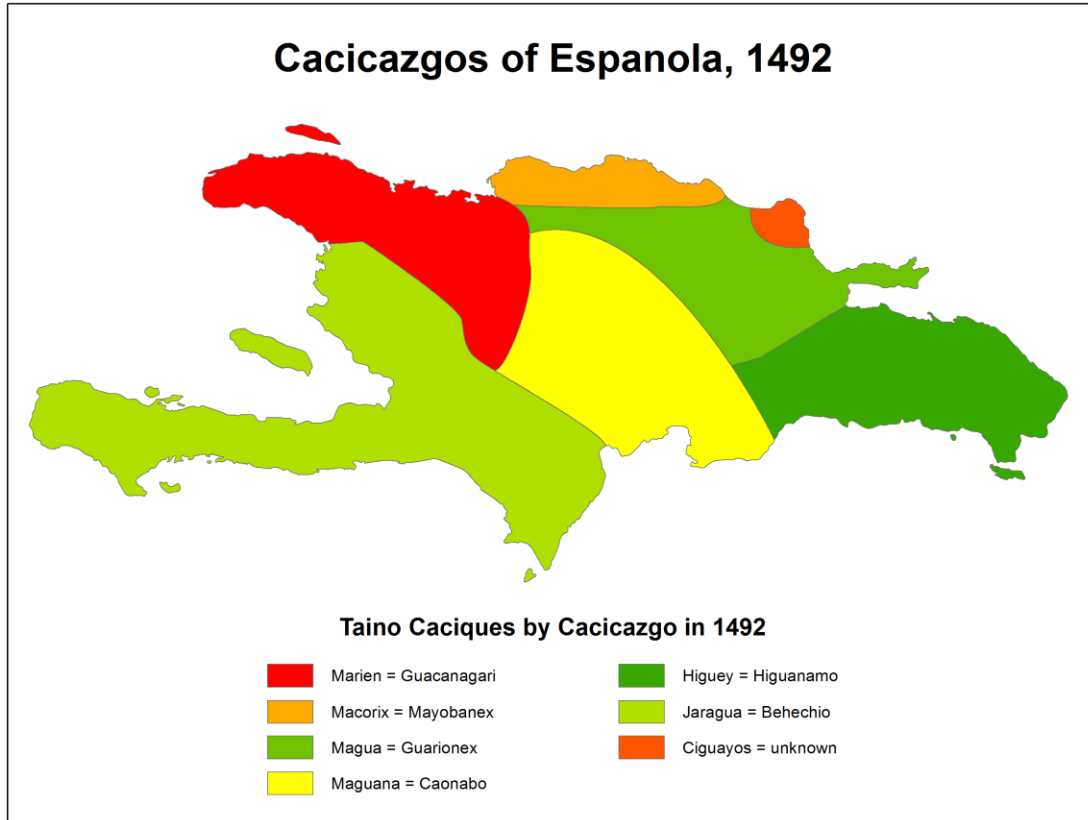 Cacicazgos of Espanola, 1492
Taino Caciques by Cacicazgo in 1492
Marien = Guacanagari
Macorix = Mayobanex
Magua = Guarionex
Maguana = Caonabo
Higuey = Higuanamo
Jaragua = Behechio
Ciguayos = unknown